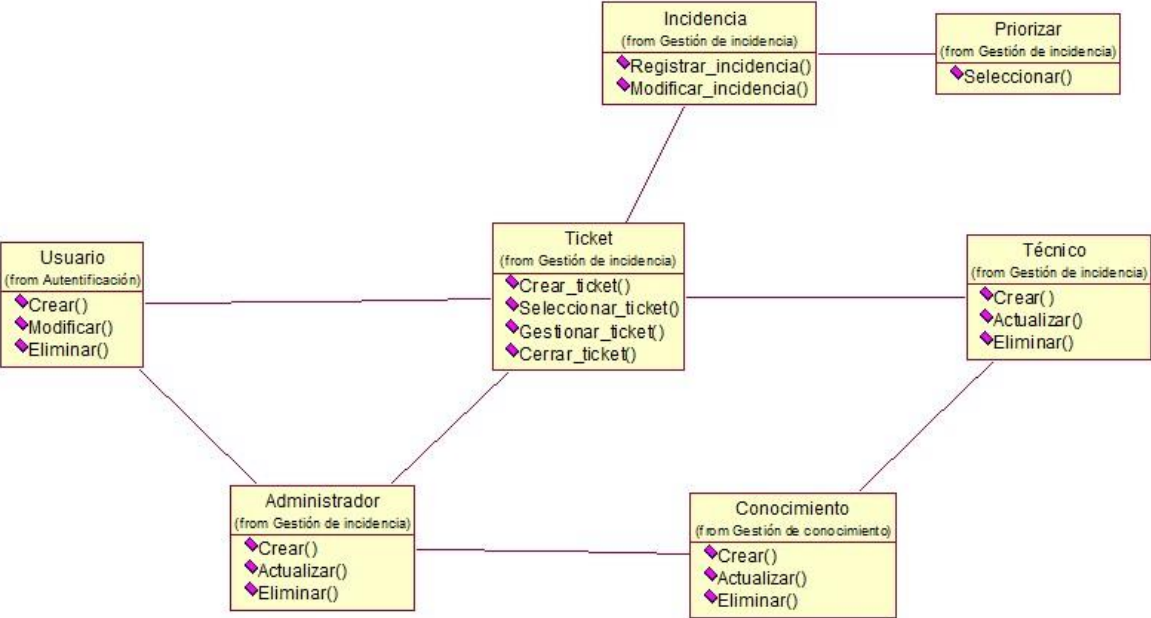 Incidencia
(from Gestión de incidencia)
Registrar_incidencia()
Modificar_incidencia()
Priorizar
(from Gestión de incidencia)
Seleccionar()
Usuario
(from Autentificación)
Crear()
Modificar()
Eliminar()
Ticket
(from Gestión de incidencia)
Crear_ticket()
Seleccionar_ticket()
Gestionar_ticket()
Cerrar_ticket()
Técnico
(from Gestión de incidencia)
Crear()
Actualizar()
Eliminar()
Administrador
(from Gestión de incidencia)
Crear()
Actualizar()
Eliminar()
Conocimiento
(from Gestión de conocimiento)
Crear()
Actualizar()
Eliminar()